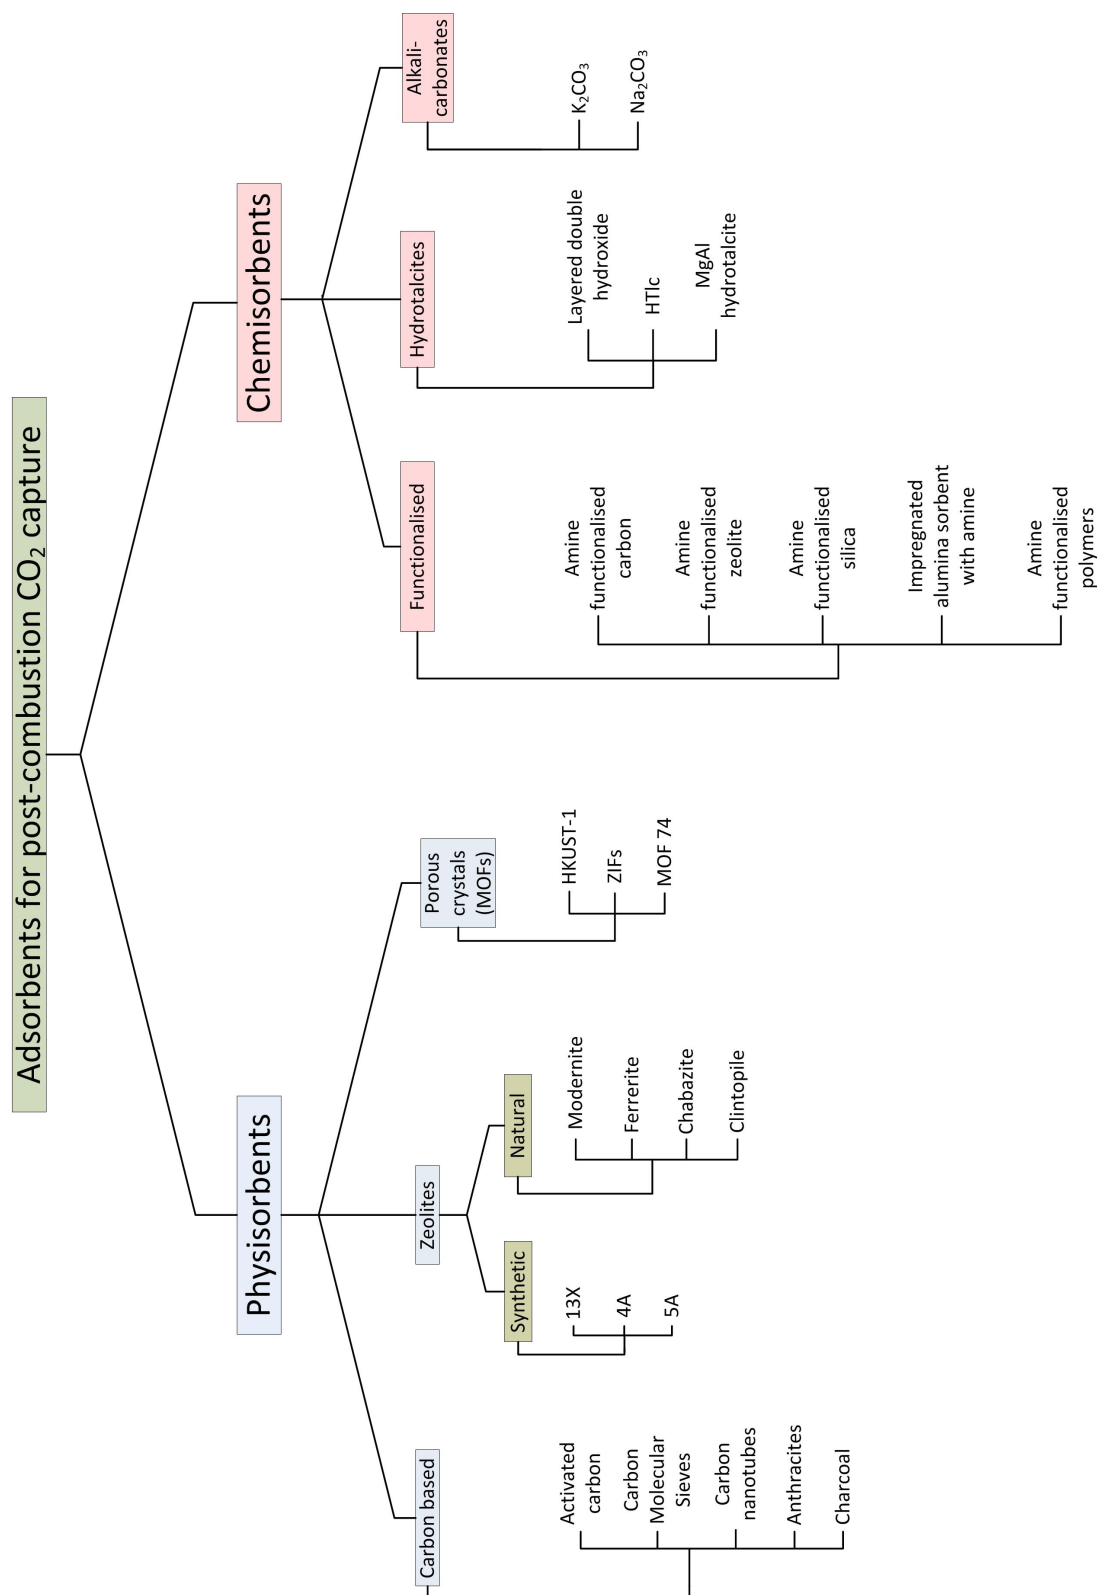 Adsorbents for post-combustion CO₂ capture
Physisorbents
Chemisorbents
Carbon based
Zeolites
Porous
crystals
(MOFs)
Functionalised
Hydrotalcites
Alkali-
carbonates
Synthetic
Natural
Activated
carbon
Carbon
Molecular
Sieves
Carbon
nanotubes
Anthracites
Charcoal
13X
4A
5A
Modernite
Ferrerite
Chabazite
Clintopile
HKUST-1
ZIFs
MOF 74
Amine
functionalised
carbon
Amine
functionalised
zeolite
Amine
functionalised
silica
Impregnated
alumina sorbent
with amine
Amine
functionalised
polymers
Layered double
hydroxide
HTlc
MgAl
hydrotalcite
K₂CO₃
Na₂CO₃